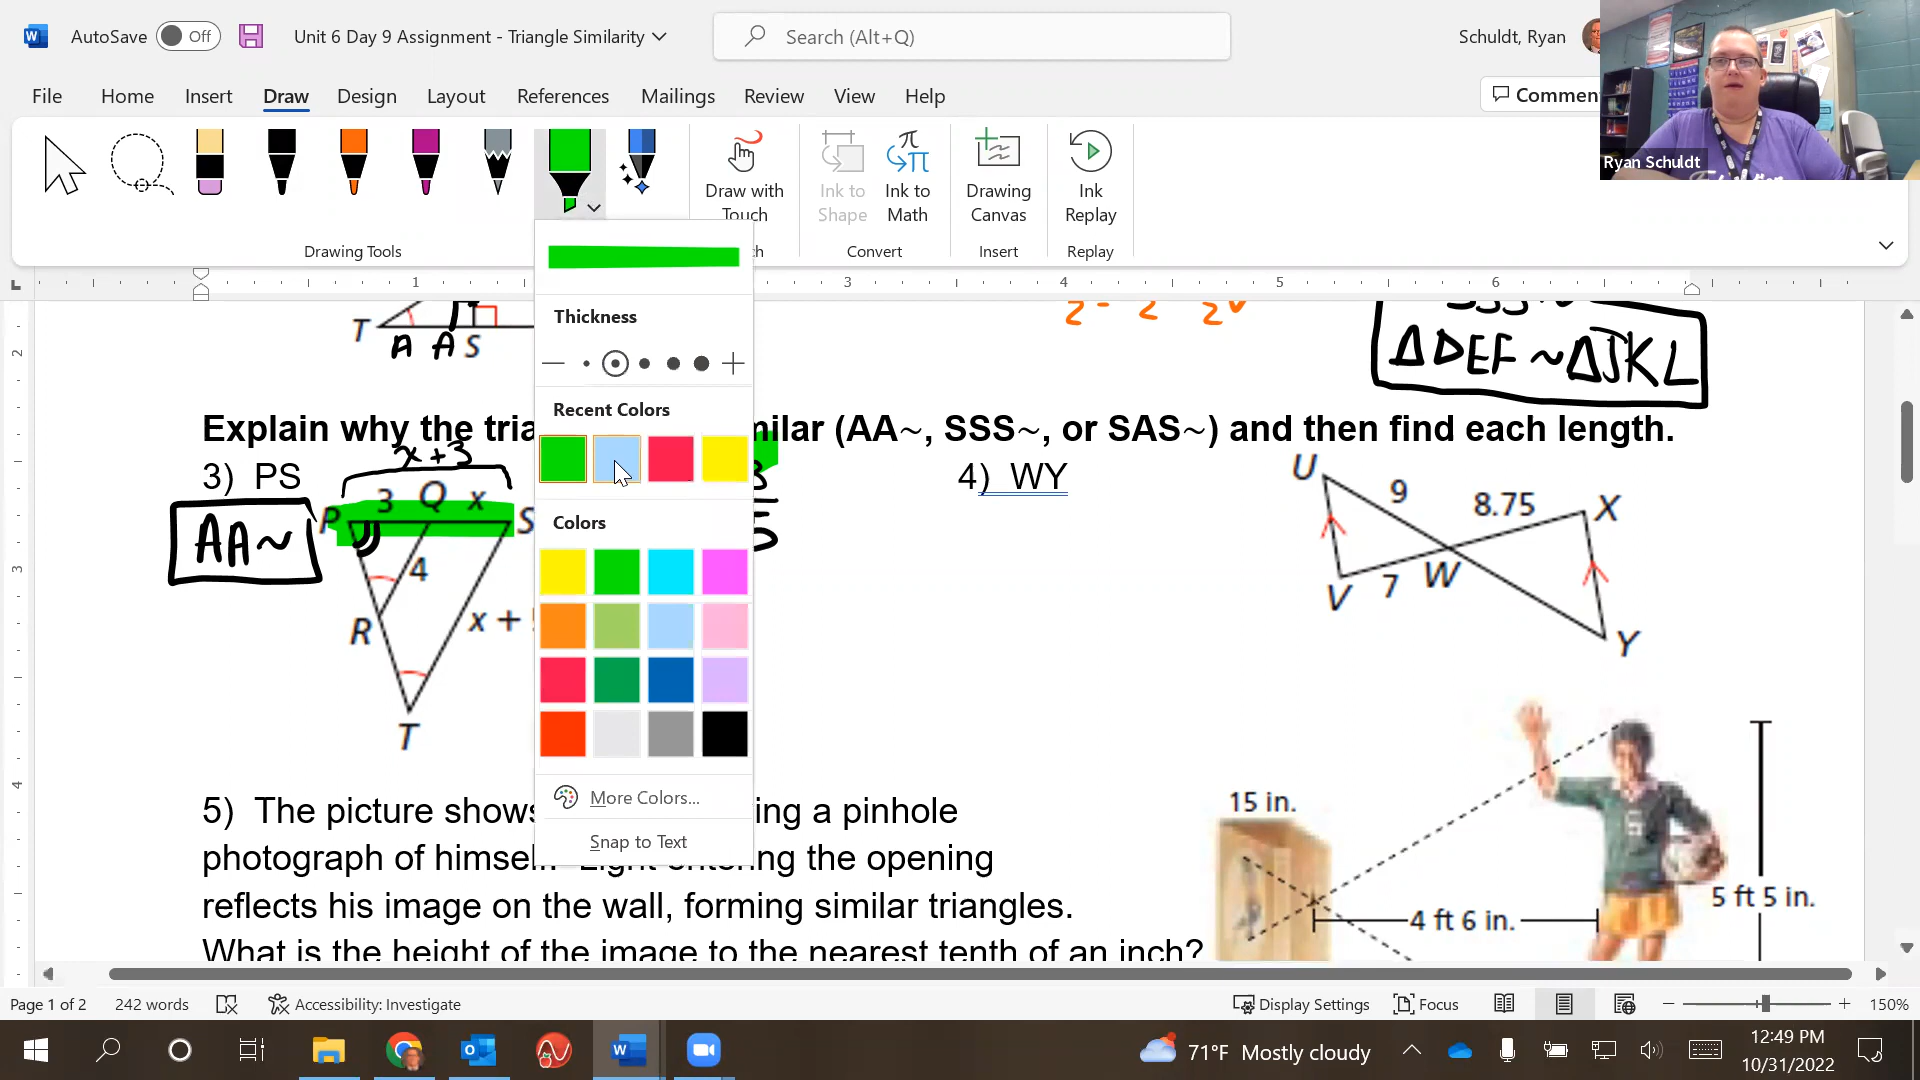 AutoSave Off Unit 6 Day 9 Assignment - Triangle Similarity Search (Alt+Q) Schuldt, Ryan
File Home Insert Draw Design Layout References Mailings Review View Help
Ryan Schuldt
Draw with Touch
Ink to Shape
Ink to Math
Drawing Canvas
Ink Replay
Drawing Tools Convert Insert Replay
1 3 4 5 6
Thickness
Recent Colors
Colors
More Colors...
Snap to Text
T A A S
ΔDEF ~ ΔJKL
Explain why the
(AA~, SSS~, or SAS~) and then find each length.
x+3
3) PS
P 3 Q x S
AA~
4
R
x +
T
4) WY
U 9 8.75 X
V 7 W
Y
5) The picture
a pinhole
photograph of
the opening
reflects his image on the wall, forming similar triangles.
What is the height of the image to the nearest tenth of an inch?
15 in.
4 ft 6 in.
5 ft 5 in.
Page 1 of 2 242 words Accessibility: Investigate Display Settings Focus 150%
71°F Mostly cloudy
12:49 PM
10/31/2022